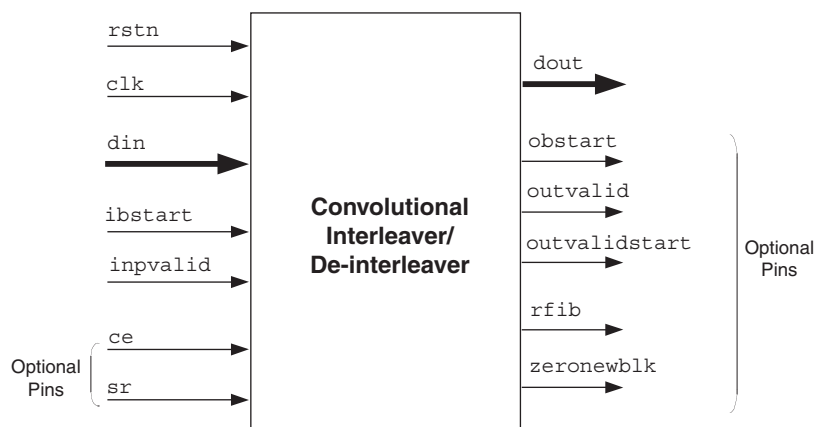 rstn
clk
din
ibstart
inpvalid
ce
sr
Optional
Pins
Convolutional
Interleaver/
De-interleaver
dout
obstart
outvalid
outvalidstart
rfib
zeronewblk
Optional
Pins